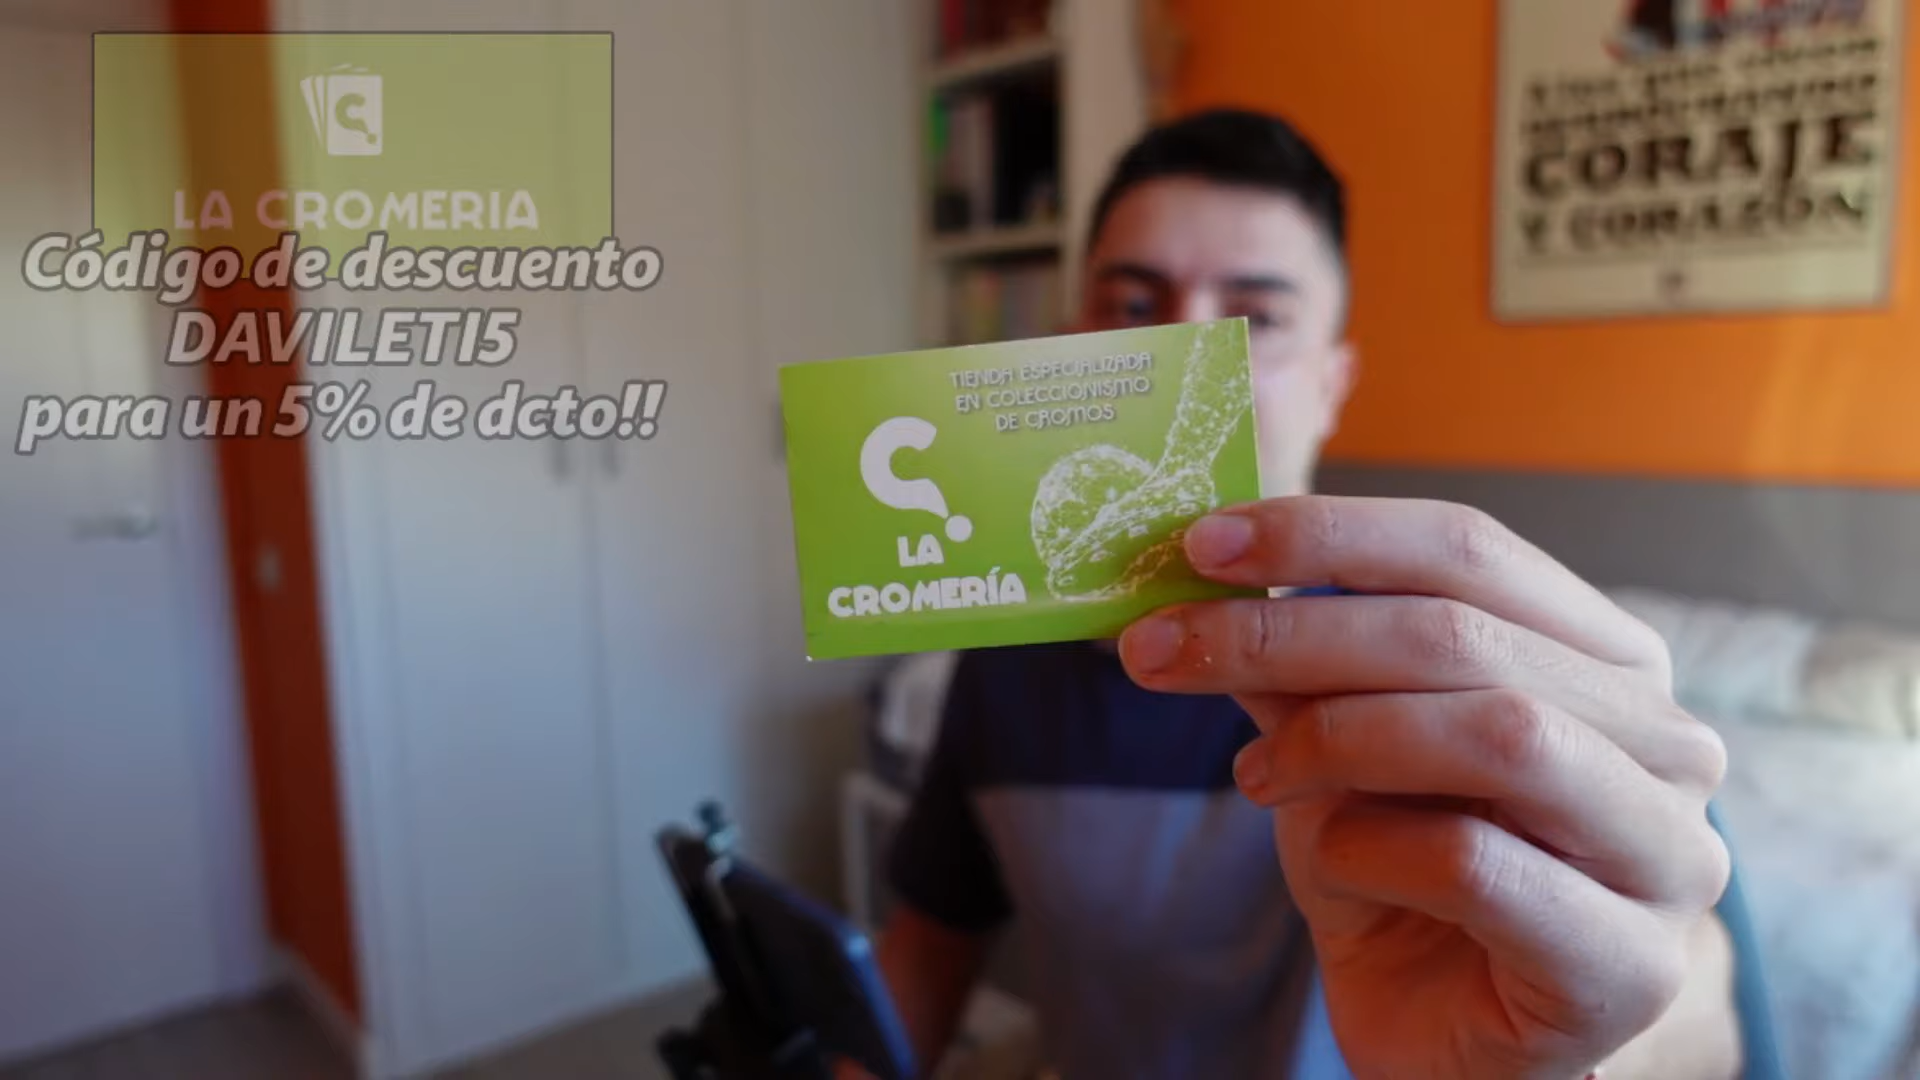 LA CROMERIA
Código de descuento
DAVILETI5
para un 5% de dcto!!
TIENDA ESPECIALIZADA
EN COLECCIONISMO
DE CROMOS
LA
CROMERÍA
CORAJE
Y CORAZÓN